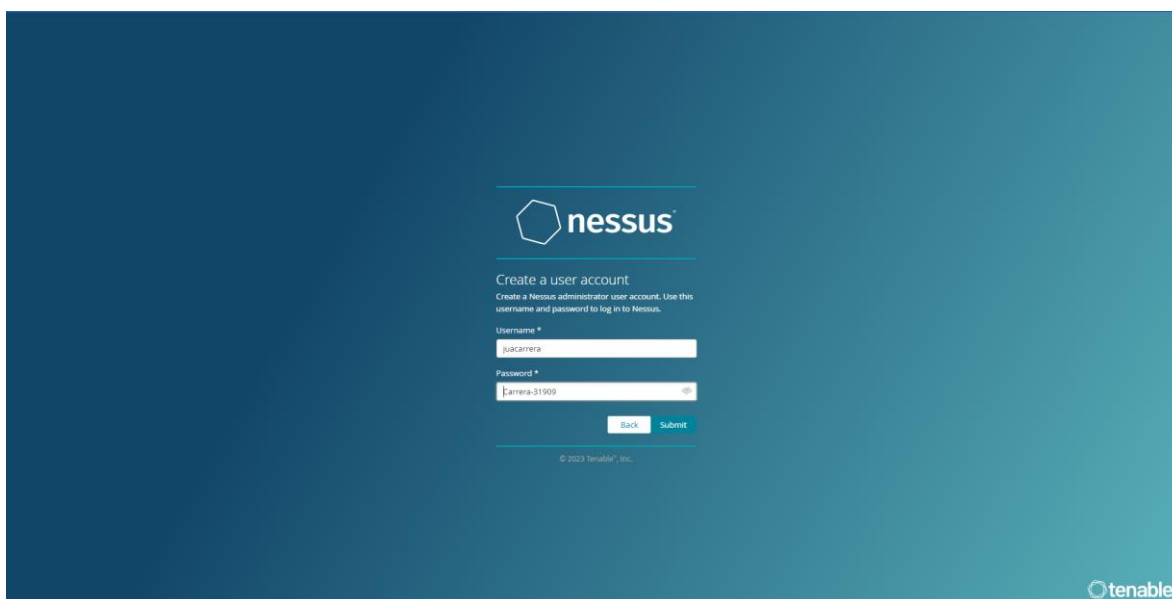 nessus
Create a user account
Create a Nessus administrator user account. Use this
username and password to log in to Nessus.
Username *
juacarrera
Password *
Carrera-31909
Back Submit
© 2023 Tenable™, Inc.
tenable